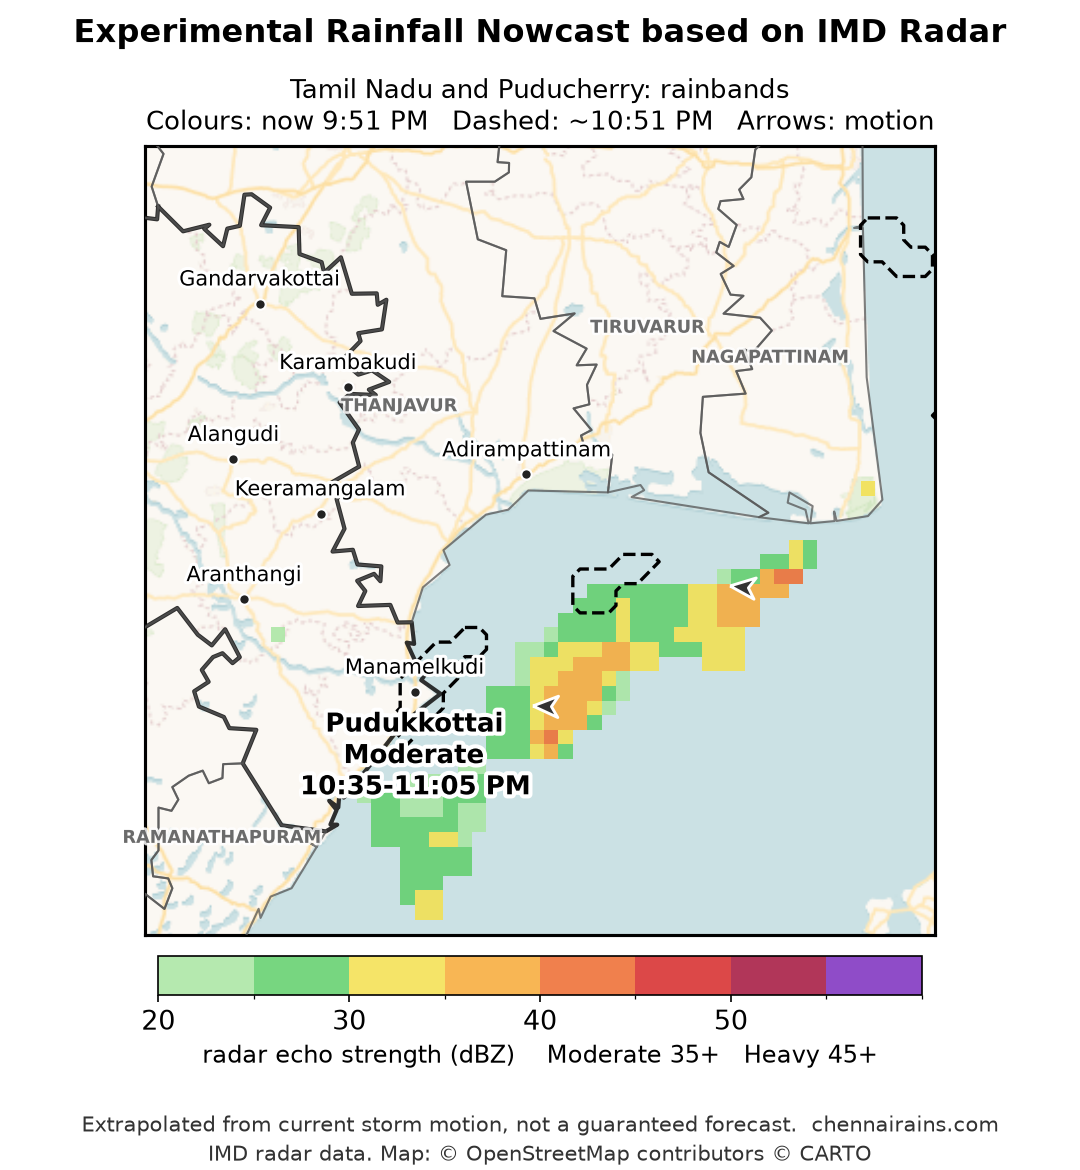 Experimental Rainfall Nowcast based on IMD Radar
Tamil Nadu and Puducherry: rainbands
Colours: now 9:51 PM   Dashed: ~10:51 PM   Arrows: motion
Gandarvakottai
TIRUVARUR
NAGAPATTINAM
Karambakudi
THANJAVUR
Alangudi
Adirampattinam
Keeramangalam
Aranthangi
Manamelkudi
Pudukkottai
Moderate
10:35-11:05 PM
RAMANATHAPURAM
20 30 40 50
radar echo strength (dBZ)    Moderate 35+   Heavy 45+
Extrapolated from current storm motion, not a guaranteed forecast.  chennairains.com
IMD radar data. Map: © OpenStreetMap contributors © CARTO